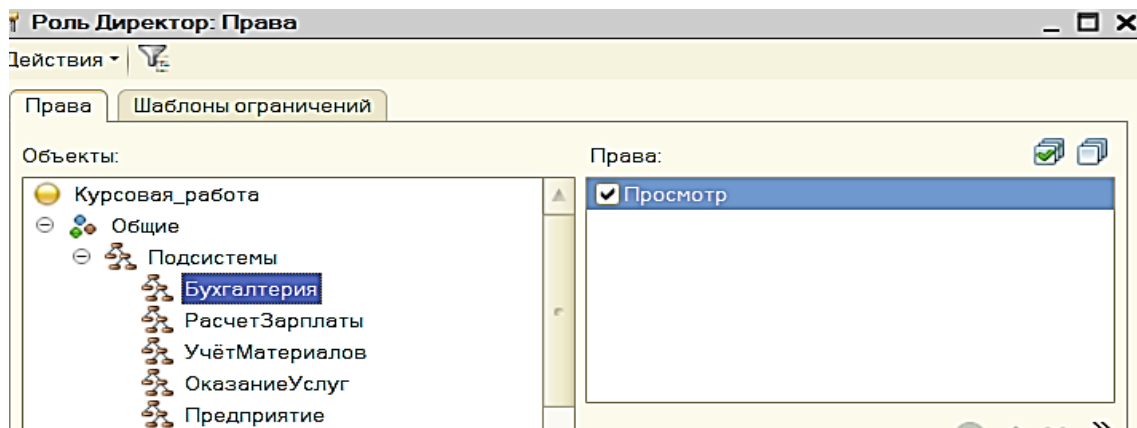 Роль Директор: Права
Действия
Права Шаблоны ограничений
Объекты: Права:
Курсовая_работа Просмотр
Общие
Подсистемы
Бухгалтерия
РасчетЗарплаты
УчётМатериалов
ОказаниеУслуг
Предприятие